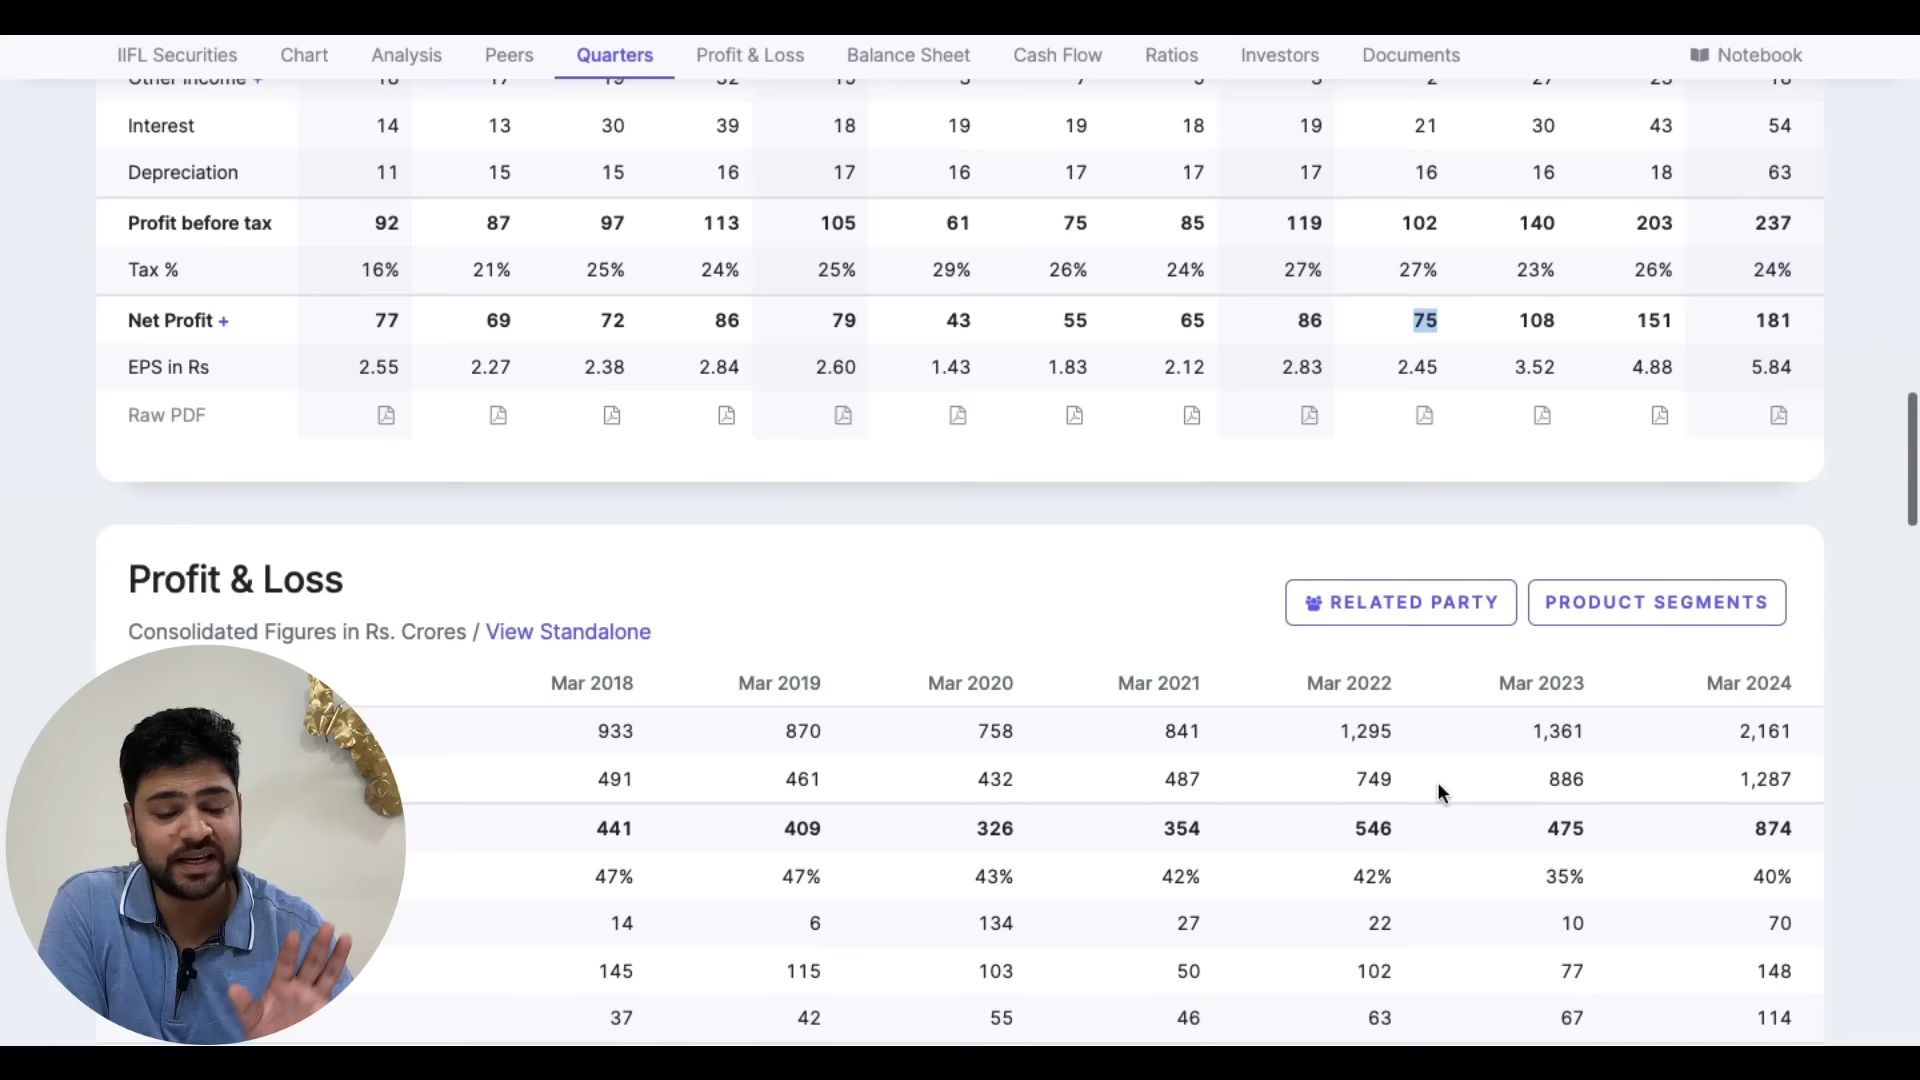 IIFL Securities Chart Analysis Peers Quarters Profit & Loss Balance Sheet Cash Flow Ratios Investors Documents Notebook
Other Income +
Interest 14 13 30 39 18 19 19 18 19 21 30 43 54
Depreciation 11 15 15 16 17 16 17 17 17 16 16 18 63
Profit before tax 92 87 97 113 105 61 75 85 119 102 140 203 237
Tax % 16% 21% 25% 24% 25% 29% 26% 24% 27% 27% 23% 26% 24%
Net Profit + 77 69 72 86 79 43 55 65 86 75 108 151 181
EPS in Rs 2.55 2.27 2.38 2.84 2.60 1.43 1.83 2.12 2.83 2.45 3.52 4.88 5.84
Raw PDF
Profit & Loss
RELATED PARTY PRODUCT SEGMENTS
Consolidated Figures in Rs. Crores / View Standalone
Mar 2018 Mar 2019 Mar 2020 Mar 2021 Mar 2022 Mar 2023 Mar 2024
933 870 758 841 1,295 1,361 2,161
491 461 432 487 749 886 1,287
441 409 326 354 546 475 874
47% 47% 43% 42% 42% 35% 40%
14 6 134 27 22 10 70
145 115 103 50 102 77 148
37 42 55 46 63 67 114